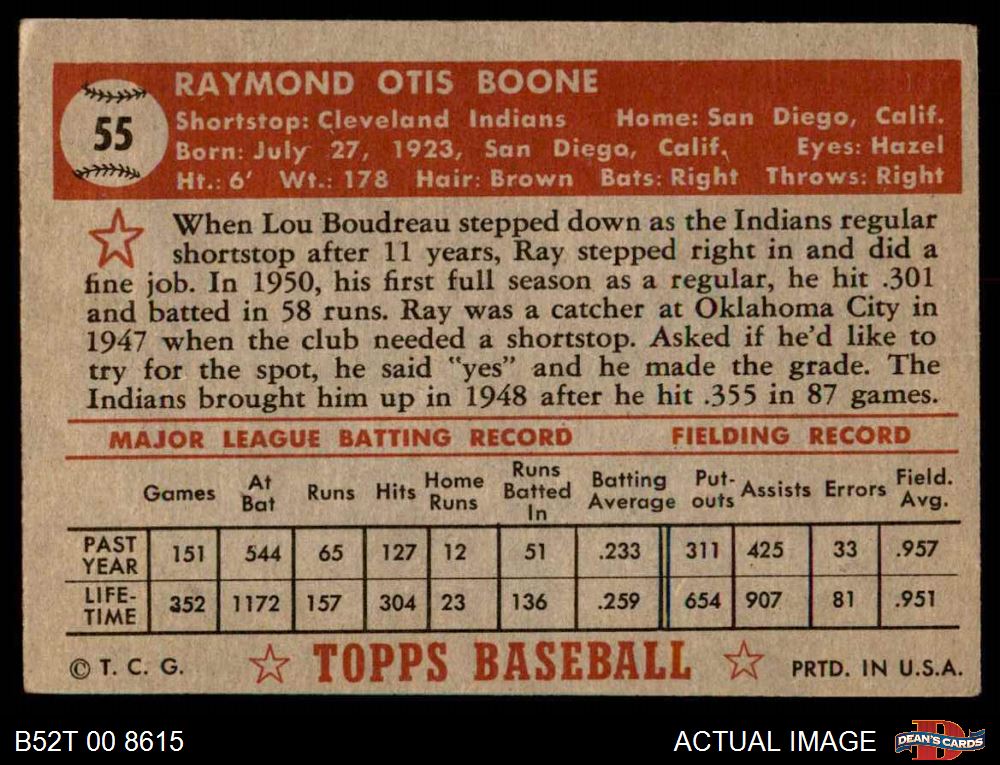 RAYMOND OTIS BOONE
55
Shortstop: Cleveland Indians Home: San Diego, Calif.
Born: July 27, 1923, San Diego, Calif. Eyes: Hazel
Ht.: 6' Wt.: 178 Hair: Brown Bats: Right Throws: Right
When Lou Boudreau stepped down as the Indians regular
shortstop after 11 years, Ray stepped right in and did a
fine job. In 1950, his first full season as a regular, he hit .301
and batted in 58 runs. Ray was a catcher at Oklahoma City in
1947 when the club needed a shortstop. Asked if he'd like to
try for the spot, he said "yes" and he made the grade. The
Indians brought him up in 1948 after he hit .355 in 87 games.
MAJOR LEAGUE BATTING RECORD FIELDING RECORD
Games At Bat Runs Hits Home Runs Runs Batted In Batting Average Put-outs Assists Errors Field. Avg.
PAST YEAR 151 544 65 127 12 51 .233 311 425 33 .957
LIFE-TIME 352 1172 157 304 23 136 .259 654 907 81 .951
© T. C. G. TOPPS BASEBALL PRTD. IN U.S.A.
B52T 00 8615 ACTUAL IMAGE DEAN'S CARDS